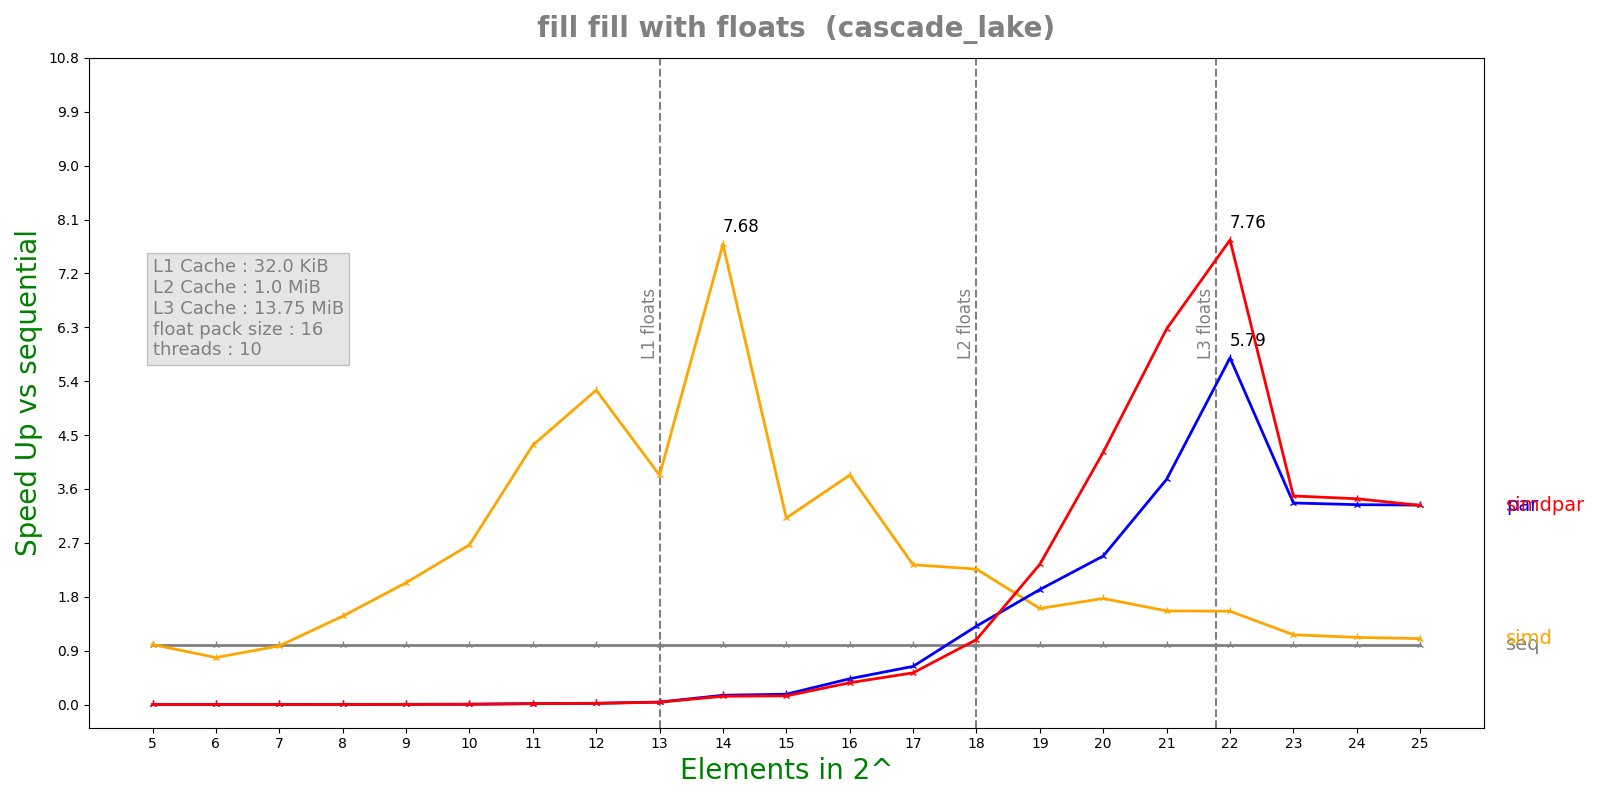 fill fill with floats  (cascade_lake)
Speed Up vs sequential
10.8
9.9
9.0
8.1
7.2
6.3
5.4
4.5
3.6
2.7
1.8
0.9
0.0
L1 Cache : 32.0 KiB
L2 Cache : 1.0 MiB
L3 Cache : 13.75 MiB
float pack size : 16
threads : 10
L1 floats
L2 floats
L3 floats
7.68
7.76
5.79
par
simdpar
simd
seq
5 6 7 8 9 10 11 12 13 14 15 16 17 18 19 20 21 22 23 24 25
Elements in 2^